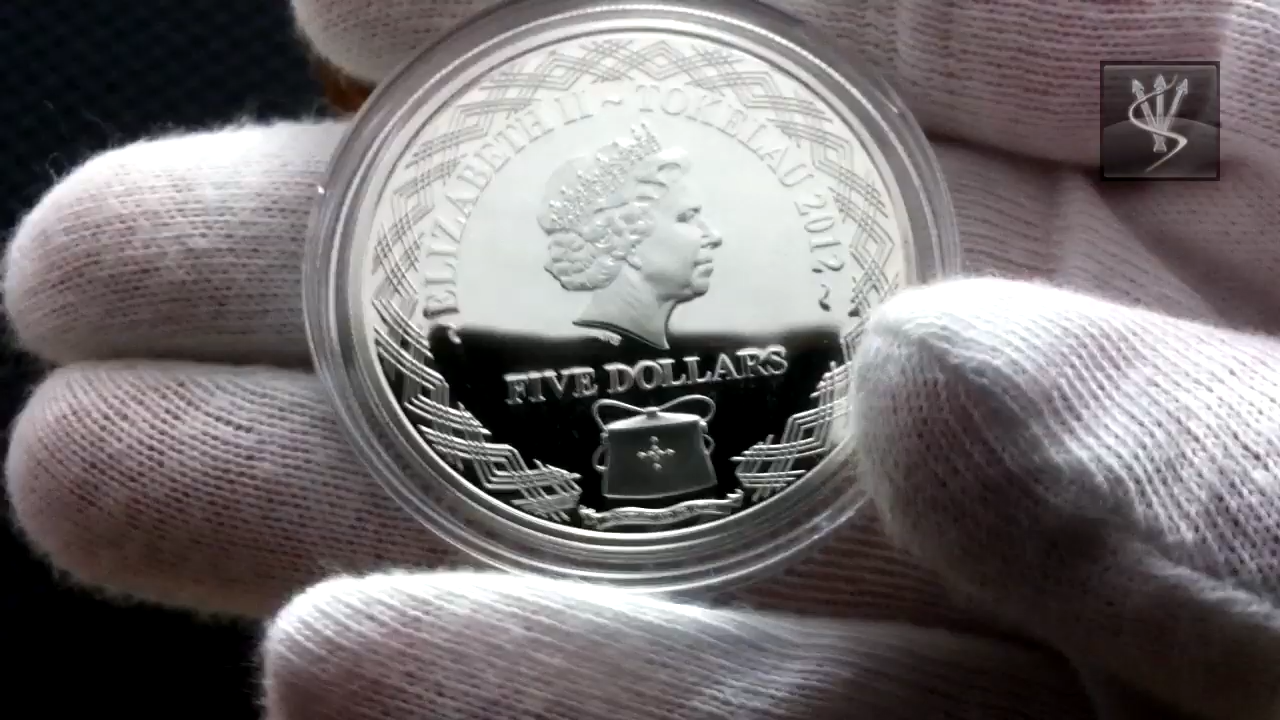 ~ ELIZABETH II ~ TOKELAU 2012 ~
FIVE DOLLARS